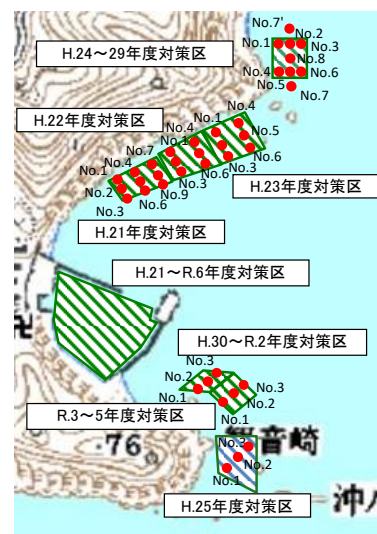 No.7'
No.2
H.24～29年度対策区
No.1
No.3
No.8
No.4
No.6
No.5
No.7
H.22年度対策区
No.4
No.1
No.4
No.5
No.1
No.7
No.4
No.1
No.6
No.2
No.6
No.3
H.23年度対策区
No.9
No.6
No.3
H.21年度対策区
H.21～R.6年度対策区
H.30～R.2年度対策区
No.3
No.2
No.3
No.1
No.2
R.3～5年度対策区
No.1
・76
音崎
No.3
No.2
No.1
H.25年度対策区
沖